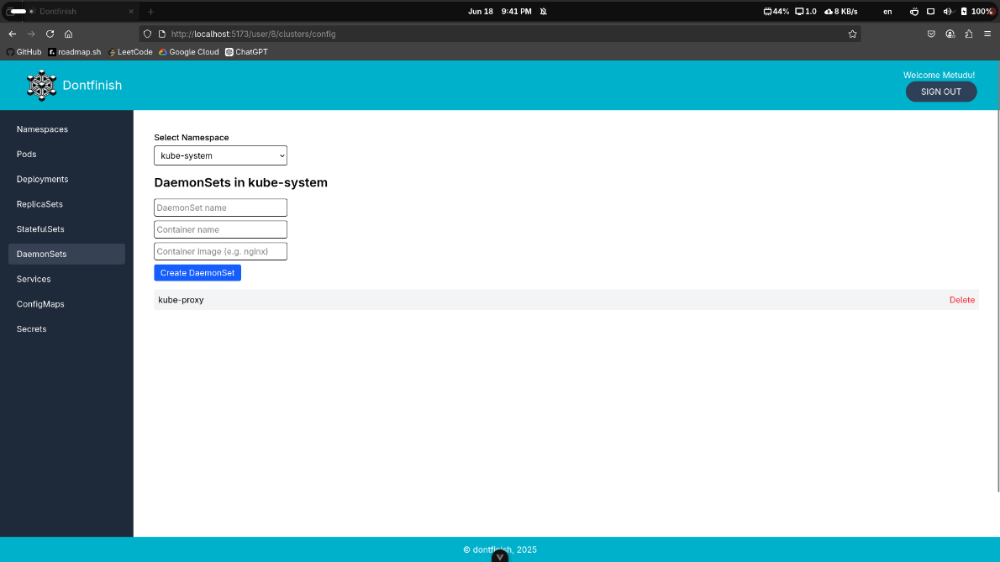 Dontfinish
Jun 18 9:41 PM
44% 1.0 8 KB/s en 100%
http://localhost:5173/user/8/clusters/config
GitHub roadmap.sh LeetCode Google Cloud ChatGPT
Dontfinish
Welcome Metudu!
SIGN OUT
Namespaces
Pods
Deployments
ReplicaSets
StatefulSets
DaemonSets
Services
ConfigMaps
Secrets
Select Namespace
kube-system
DaemonSets in kube-system
DaemonSet name
Container name
Container image (e.g. nginx)
Create DaemonSet
kube-proxy Delete
© dontfinish, 2025